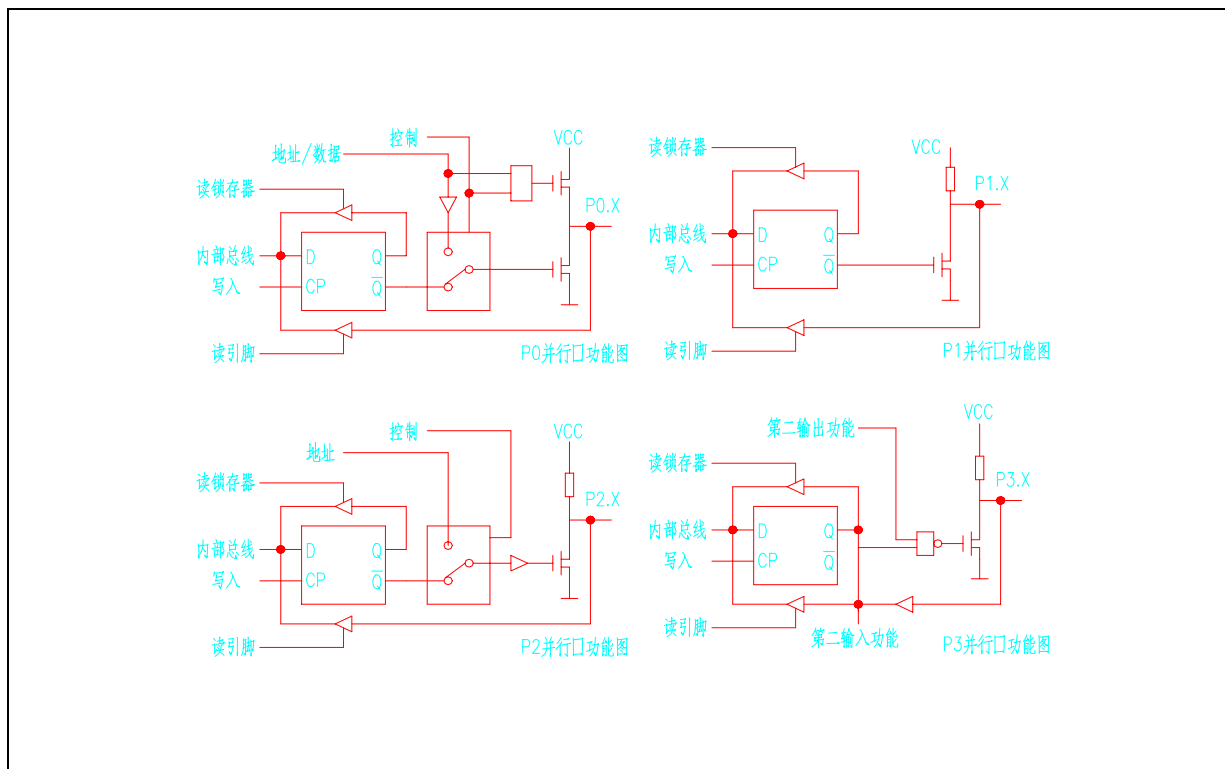 控制
VCC
地址/数据
读锁存器
P0.X
内部总线
D
Q
写入
CP
Q
读引脚
P0并行口功能图
读锁存器
VCC
P1.X
内部总线
D
Q
写入
CP
Q
读引脚
P1并行口功能图
控制
VCC
地址
读锁存器
P2.X
内部总线
D
Q
写入
CP
Q
读引脚
P2并行口功能图
VCC
第二输出功能
读锁存器
P3.X
内部总线
D
Q
写入
CP
Q
读引脚
第二输入功能
P3并行口功能图